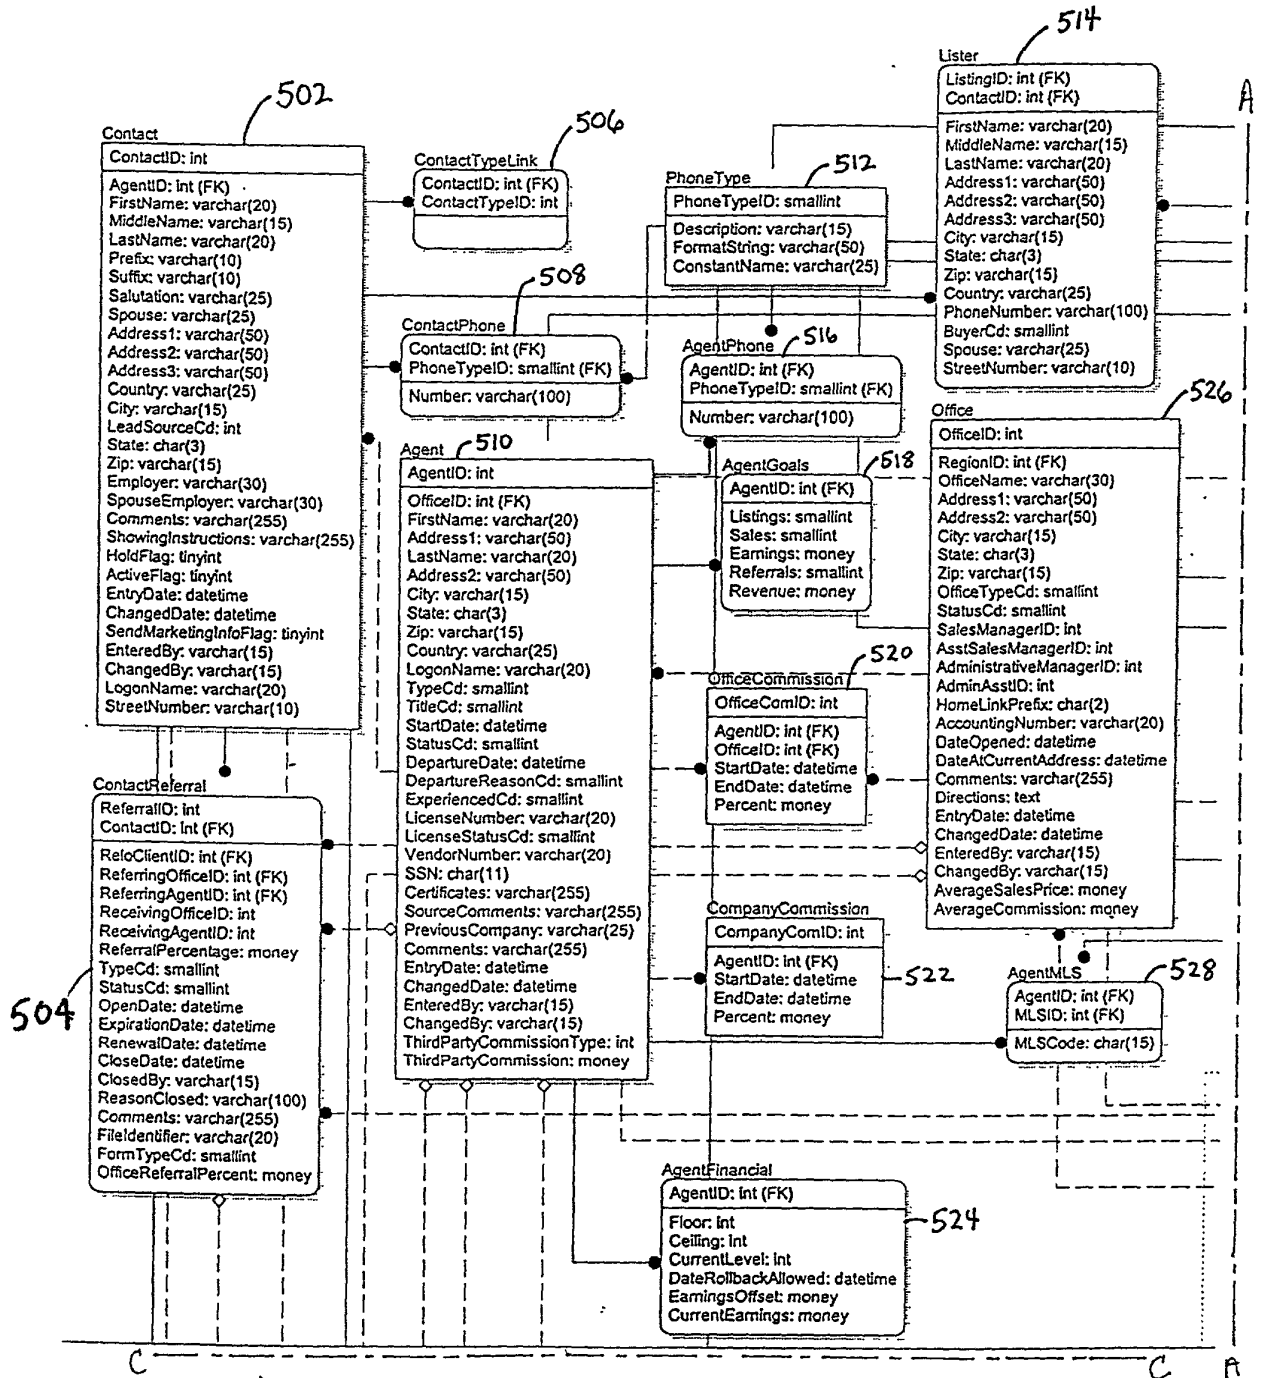 514
Lister
ListingID: int (FK)
ContactID: int (FK)
FirstName: varchar(20)
MiddleName: varchar(15)
LastName: varchar(20)
Address1: varchar(50)
Address2: varchar(50)
Address3: varchar(50)
City: varchar(15)
State: char(3)
Zip: varchar(15)
Country: varchar(25)
PhoneNumber: varchar(100)
BuyerCd: smallint
Spouse: varchar(25)
StreetNumber: varchar(10)
A
502
Contact
ContactID: int
AgentID: int (FK)
FirstName: varchar(20)
MiddleName: varchar(15)
LastName: varchar(20)
Prefix: varchar(10)
Suffix: varchar(10)
Salutation: varchar(25)
Spouse: varchar(25)
Address1: varchar(50)
Address2: varchar(50)
Address3: varchar(50)
Country: varchar(25)
City: varchar(15)
LeadSourceCd: int
State: char(3)
Zip: varchar(15)
Employer: varchar(30)
SpouseEmployer: varchar(30)
Comments: varchar(255)
ShowingInstructions: varchar(255)
HoldFlag: tinyint
ActiveFlag: tinyint
EntryDate: datetime
ChangedDate: datetime
SendMarketingInfoFlag: tinyint
EnteredBy: varchar(15)
ChangedBy: varchar(15)
LogonName: varchar(20)
StreetNumber: varchar(10)
506
ContactTypeLink
ContactID: int (FK)
ContactTypeID: int
512
PhoneType
PhoneTypeID: smallint
Description: varchar(15)
FormatString: varchar(50)
ConstantName: varchar(25)
508
ContactPhone
ContactID: int (FK)
PhoneTypeID: smallint (FK)
Number: varchar(100)
516
AgentPhone
AgentID: int (FK)
PhoneTypeID: smallint (FK)
Number: varchar(100)
510
Agent
AgentID: int
OfficeID: int (FK)
FirstName: varchar(20)
Address1: varchar(50)
LastName: varchar(20)
Address2: varchar(50)
City: varchar(15)
State: char(3)
Zip: varchar(15)
Country: varchar(25)
LogonName: varchar(20)
TypeCd: smallint
TitleCd: smallint
StartDate: datetime
StatusCd: smallint
DepartureDate: datetime
DepartureReasonCd: smallint
ExperiencedCd: smallint
LicenseNumber: varchar(20)
LicenseStatusCd: smallint
VendorNumber: varchar(20)
SSN: char(11)
Certificates: varchar(255)
SourceComments: varchar(255)
PreviousCompany: varchar(25)
Comments: varchar(255)
EntryDate: datetime
ChangedDate: datetime
EnteredBy: varchar(15)
ChangedBy: varchar(15)
ThirdPartyCommissionType: int
ThirdPartyCommission: money
518
AgentGoals
AgentID: int (FK)
Listings: smallint
Sales: smallint
Earnings: money
Referrals: smallint
Revenue: money
526
Office
OfficeID: int
RegionID: int (FK)
OfficeName: varchar(30)
Address1: varchar(50)
Address2: varchar(50)
City: varchar(15)
State: char(3)
Zip: varchar(15)
OfficeTypeCd: smallint
StatusCd: smallint
SalesManagerID: int
AsstSalesManagerID: int
AdministrativeManagerID: int
AdminAsstID: int
HomeLinkPrefix: char(2)
AccountingNumber: varchar(20)
DateOpened: datetime
DateAtCurrentAddress: datetime
Comments: varchar(255)
Directions: text
EntryDate: datetime
ChangedDate: datetime
EnteredBy: varchar(15)
ChangedBy: varchar(15)
AverageSalesPrice: money
AverageCommission: money
520
OfficeCommission
OfficeComID: int
AgentID: int (FK)
OfficeID: int (FK)
StartDate: datetime
EndDate: datetime
Percent: money
504
ContactReferral
ReferralID: int
ContactID: int (FK)
ReloClientID: int (FK)
ReferringOfficeID: int (FK)
ReferringAgentID: int (FK)
ReceivingOfficeID: int
ReceivingAgentID: int
ReferralPercentage: money
TypeCd: smallint
StatusCd: smallint
OpenDate: datetime
ExpirationDate: datetime
RenewalDate: datetime
CloseDate: datetime
ClosedBy: varchar(15)
ReasonClosed: varchar(100)
Comments: varchar(255)
FileIdentifier: varchar(20)
FormTypeCd: smallint
OfficeReferralPercent: money
522
CompanyCommission
CompanyComID: int
AgentID: int (FK)
StartDate: datetime
EndDate: datetime
Percent: money
528
AgentMLS
AgentID: int (FK)
MLSID: int (FK)
MLSCode: char(15)
524
AgentFinancial
AgentID: int (FK)
Floor: int
Ceiling: int
CurrentLevel: int
DateRollbackAllowed: datetime
EarningsOffset: money
CurrentEarnings: money
C
C
A